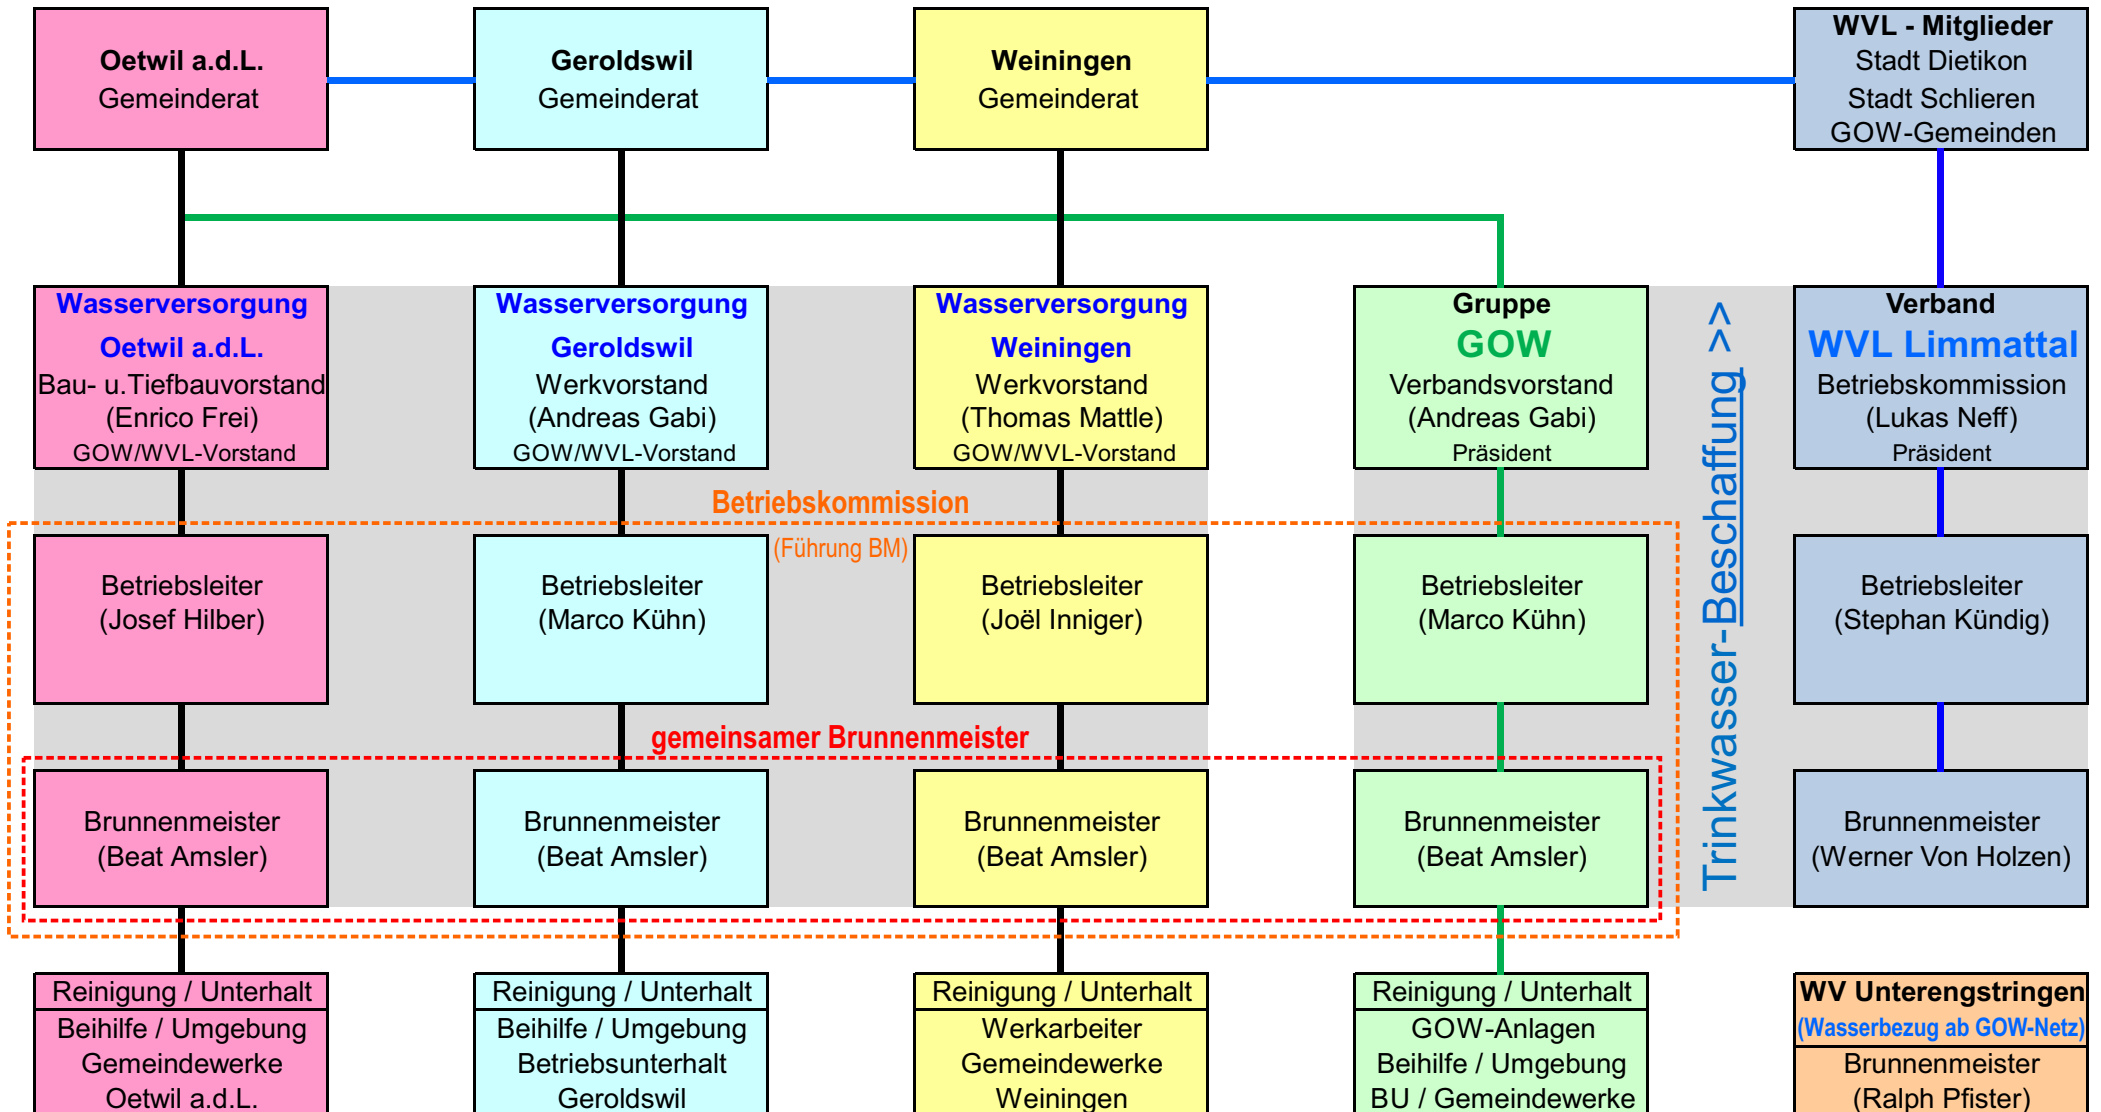 Oetwil a.d.L.
Gemeinderat
Geroldswil
Gemeinderat
Weiningen
Gemeinderat
WVL - Mitglieder
Stadt Dietikon
Stadt Schlieren
GOW-Gemeinden
Wasserversorgung
Oetwil a.d.L.
Bau- u.Tiefbauvorstand
(Enrico Frei)
GOW/WVL-Vorstand
Wasserversorgung
Geroldswil
Werkvorstand
(Andreas Gabi)
GOW/WVL-Vorstand
Wasserversorgung
Weiningen
Werkvorstand
(Thomas Mattle)
GOW/WVL-Vorstand
Gruppe
GOW
Verbandsvorstand
(Andreas Gabi)
Präsident
Trinkwasser-Beschaffung >>
Verband
WVL Limmattal
Betriebskommission
(Lukas Neff)
Präsident
Betriebskommission
(Führung BM)
Betriebsleiter
(Josef Hilber)
Betriebsleiter
(Marco Kühn)
Betriebsleiter
(Joël Inniger)
Betriebsleiter
(Marco Kühn)
Betriebsleiter
(Stephan Kündig)
gemeinsamer Brunnenmeister
Brunnenmeister
(Beat Amsler)
Brunnenmeister
(Beat Amsler)
Brunnenmeister
(Beat Amsler)
Brunnenmeister
(Beat Amsler)
Brunnenmeister
(Werner Von Holzen)
Reinigung / Unterhalt
Beihilfe / Umgebung
Gemeindewerke
Oetwil a.d.L.
Reinigung / Unterhalt
Beihilfe / Umgebung
Betriebsunterhalt
Geroldswil
Reinigung / Unterhalt
Werkarbeiter
Gemeindewerke
Weiningen
Reinigung / Unterhalt
GOW-Anlagen
Beihilfe / Umgebung
BU / Gemeindewerke
WV Unterengstringen
(Wasserbezug ab GOW-Netz)
Brunnenmeister
(Ralph Pfister)